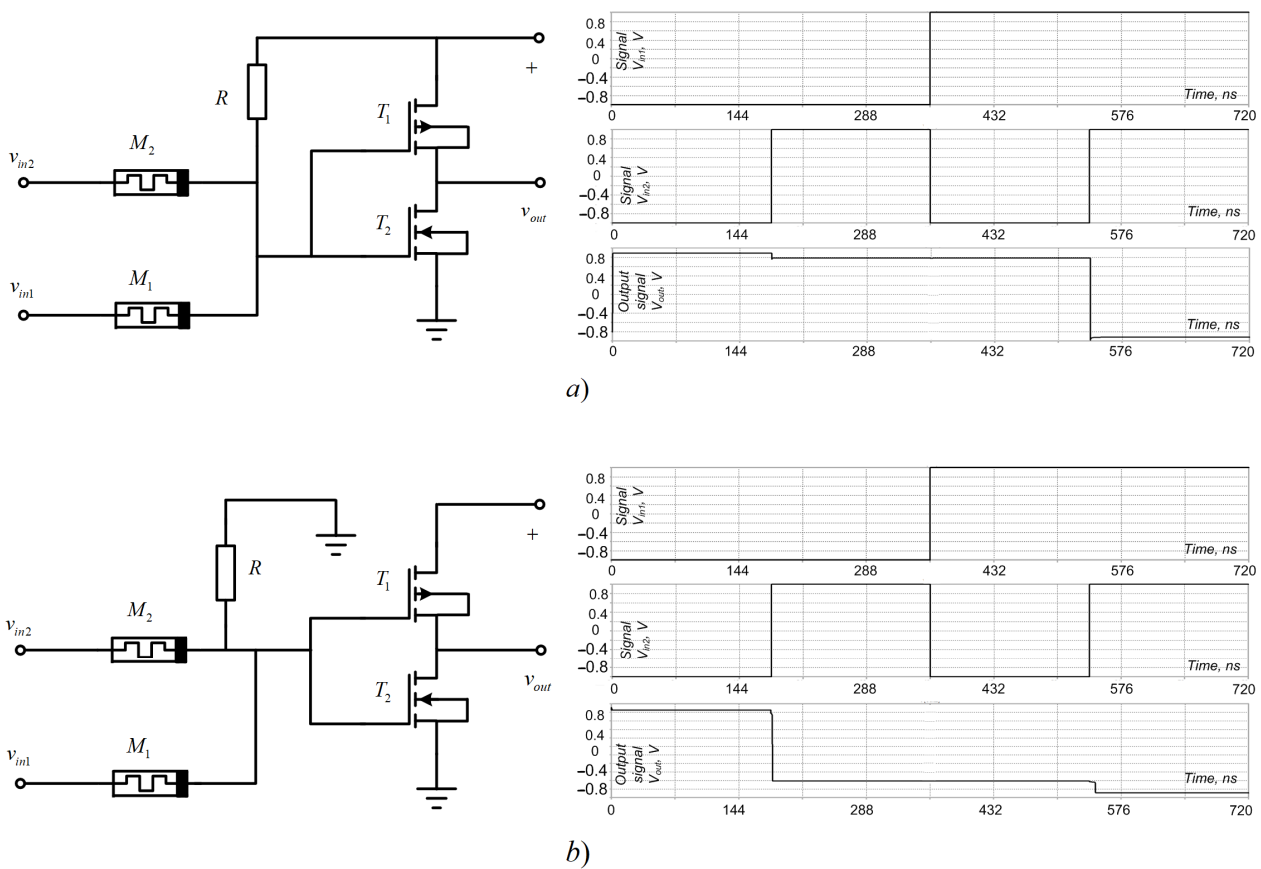 R
+
T1
M2
vin2
vout
T2
M1
vin1
0.8
0.4
0
−0.4
−0.8
Signal
Vin1, V
Time, ns
0 144 288 432 576 720
0.8
0.4
0
−0.4
−0.8
Signal
Vin2, V
Time, ns
0 144 288 432 576 720
0.8
0.4
0
−0.4
−0.8
Output
signal
Vout, V
Time, ns
0 144 288 432 576 720
a)
+
R
T1
M2
vin2
vout
T2
M1
vin1
0.8
0.4
0
−0.4
−0.8
Signal
Vin1, V
Time, ns
0 144 288 432 576 720
0.8
0.4
0
−0.4
−0.8
Signal
Vin2, V
Time, ns
0 144 288 432 576 720
0.8
0.4
0
−0.4
−0.8
Output
signal
Vout, V
Time, ns
0 144 288 432 576 720
b)